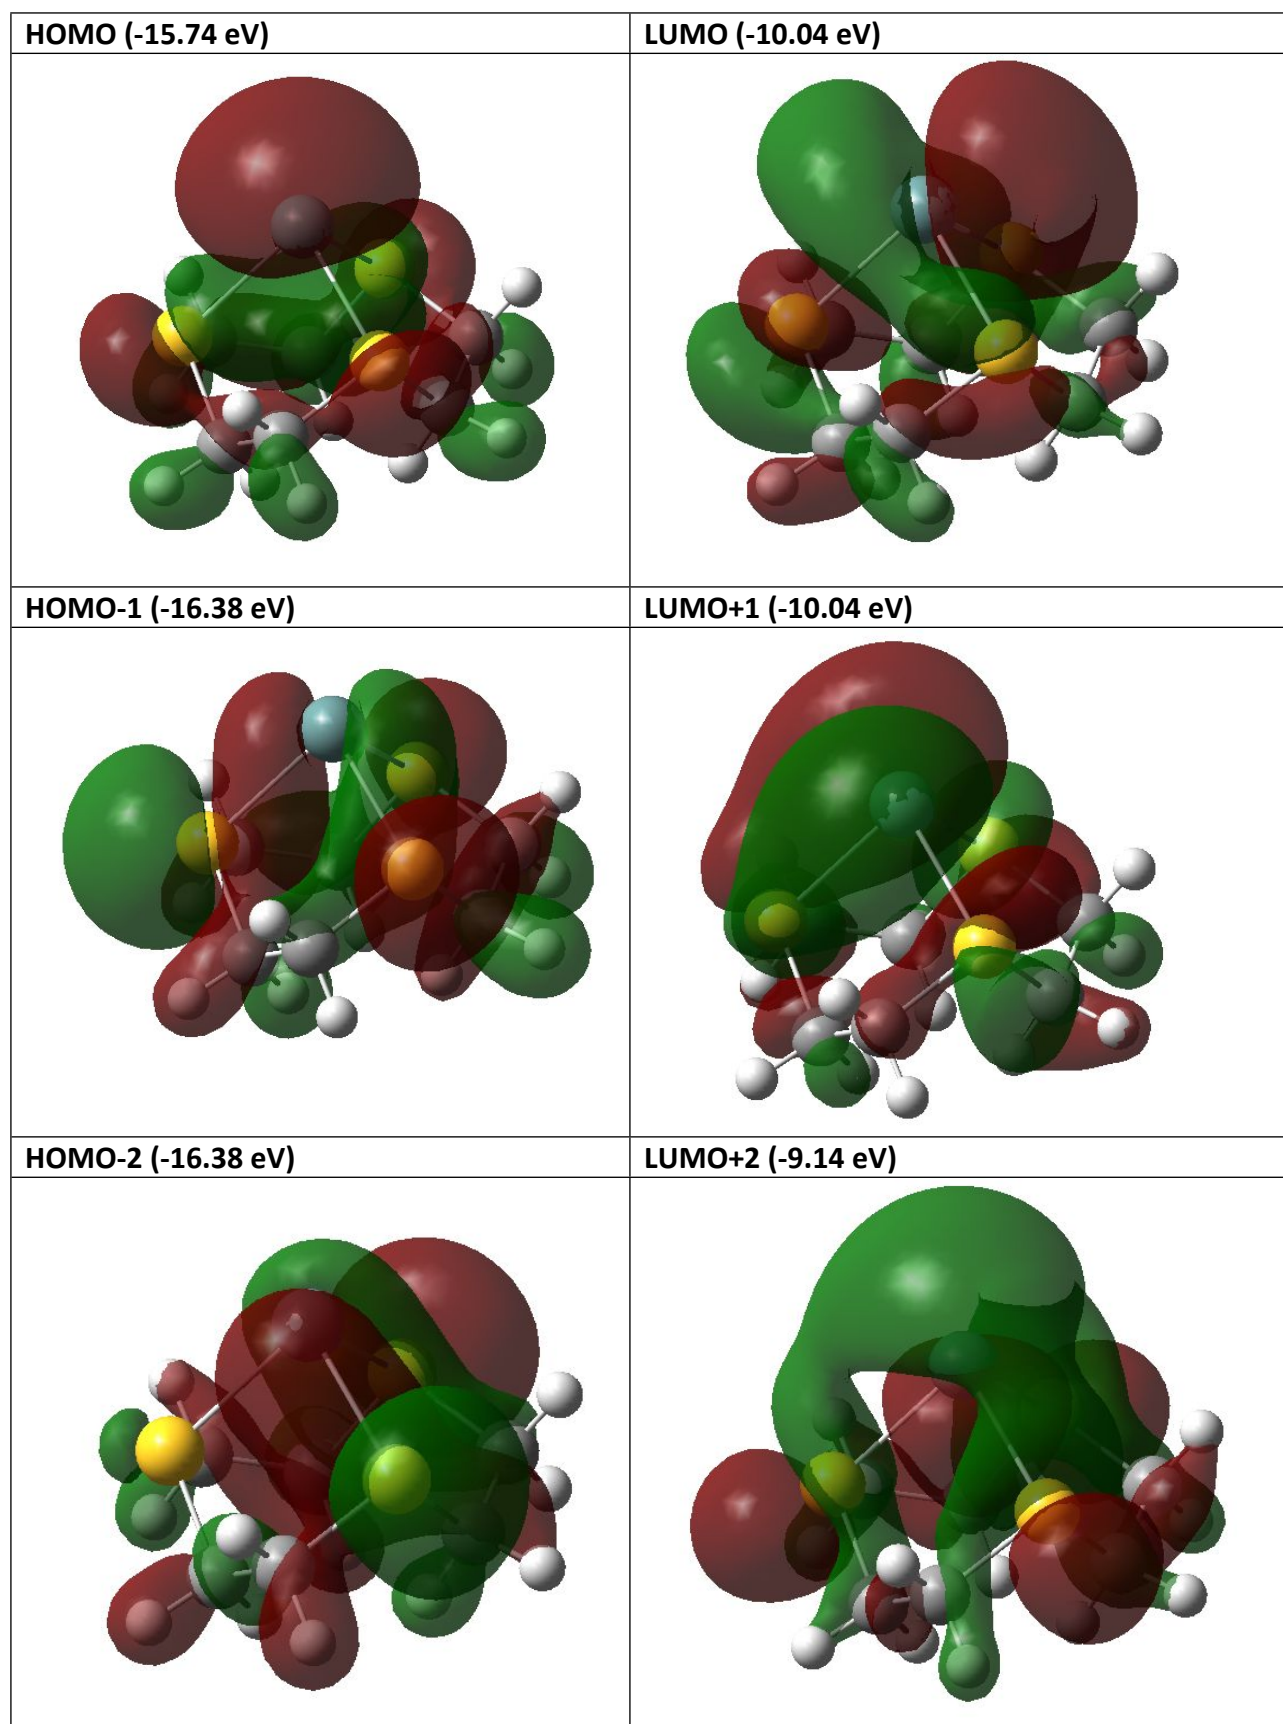 HOMO (-15.74 eV)
LUMO (-10.04 eV)
HOMO-1 (-16.38 eV)
LUMO+1 (-10.04 eV)
HOMO-2 (-16.38 eV)
LUMO+2 (-9.14 eV)